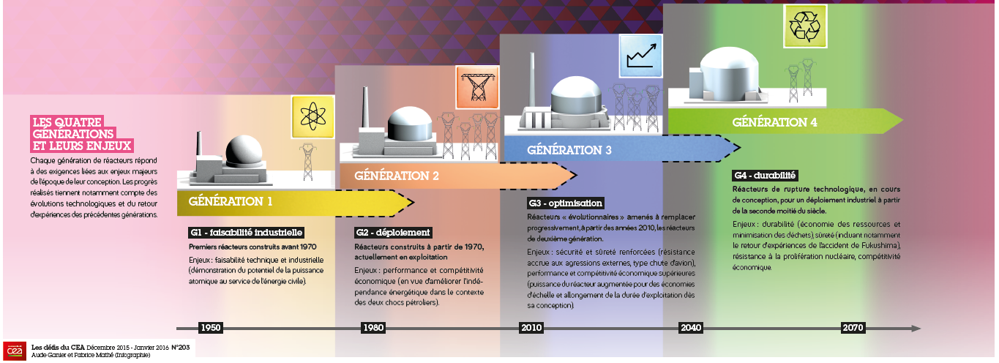 LES QUATRE
GÉNÉRATIONS
ET LEURS ENJEUX
Chaque génération de réacteurs répond
à des exigences liées aux enjeux majeurs
de l'époque de leur conception. Les progrès
réalisés tiennent notamment compte des
évolutions technologiques et du retour
d'expériences des précédentes générations.
GÉNÉRATION 1
G1 - faisabilité industrielle
Premiers réacteurs construits avant 1970
Enjeux : faisabilité technique et industrielle
(démonstration du potentiel de la puissance
atomique au service de l'énergie civile).
GÉNÉRATION 2
G2 - déploiement
Réacteurs construits à partir de 1970,
actuellement en exploitation
Enjeux : performance et compétitivité
économique (en vue d'améliorer l'indé-
pendance énergétique dans le contexte
des deux chocs pétroliers).
GÉNÉRATION 3
G3 - optimisation
Réacteurs « évolutionnaires » amenés à remplacer
progressivement, à partir des années 2010, les réacteurs
de deuxième génération.
Enjeux : sécurité et sûreté renforcées (résistance
accrue aux agressions externes, type chute d'avion),
performance et compétitivité économique supérieures
(puissance du réacteur augmentée pour des économies
d'échelle et allongement de la durée d'exploitation dès
sa conception).
GÉNÉRATION 4
G4 - durabilité
Réacteurs de rupture technologique, en cours
de conception, pour un déploiement industriel à partir
de la seconde moitié du siècle.
Enjeux : durabilité (économie des ressources et
minimisation des déchets), sûreté (incluant notamment
le retour d'expériences de l'accident de Fukushima),
résistance à la prolifération nucléaire, compétitivité
économique.
1950
1980
2010
2040
2070
cea
Les défis du CEA Décembre 2015 - Janvier 2016 N°203
Aude Ganier et Fabrice Mathé (Infographie)